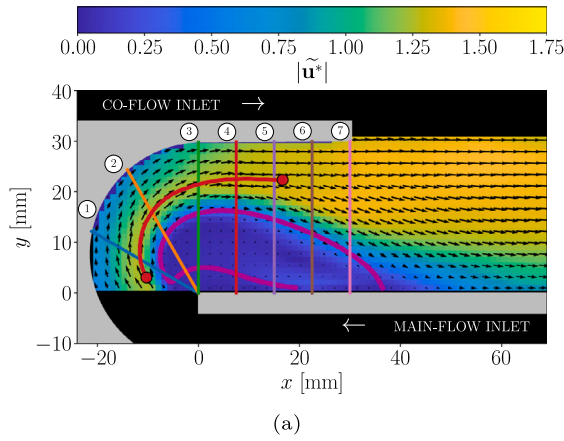 0.00 0.25 0.50 0.75 1.00 1.25 1.50 1.75
|ũ*|
40
30
20
10
0
−10
y [mm]
CO-FLOW INLET →
1 2 3 4 5 6 7
← MAIN-FLOW INLET
−20 0 20 40 60
x [mm]
(a)